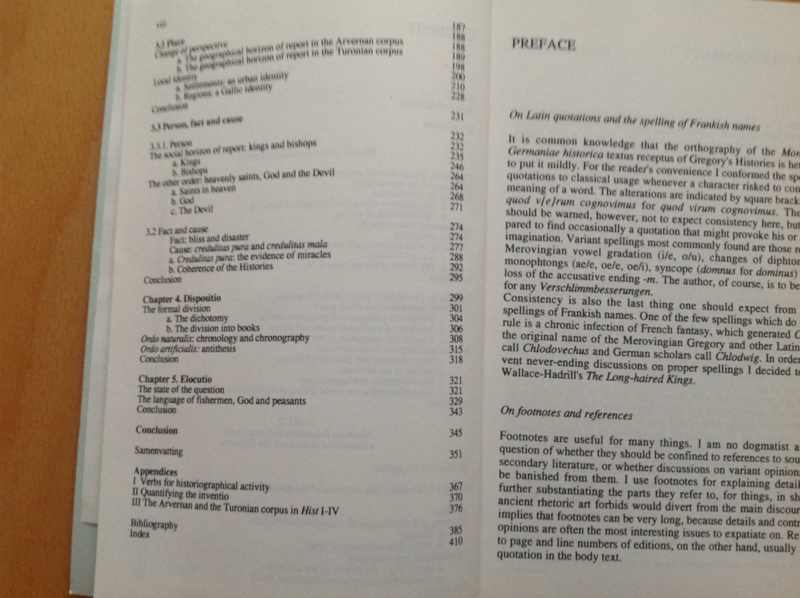 viii
187
3.2 Place 188
Change of perspective 188
a. The geographical horizon of report in the Arvernan corpus 189
b. The geographical horizon of report in the Turonian corpus 198
Local identity 200
a. Settlements: an urban identity 210
b. Regions: a Gallic identity 228
Conclusion
3.3 Person, fact and cause 231
3.3.1. Person 232
The social horizon of report: kings and bishops 232
a. Kings 235
b. Bishops 246
The other order: heavenly saints, God and the Devil 264
a. Saints in heaven 264
b. God 268
c. The Devil 271
3.2 Fact and cause 274
Fact: bliss and disaster 274
Cause: credulitas pura and credulitas mala 277
a. Credulitas pura: the evidence of miracles 288
b. Coherence of the Histories 292
Conclusion 295
Chapter 4. Dispositio 299
The formal division 301
a. The dichotomy 304
b. The division into books 306
Ordo naturalis: chronology and chronography 308
Ordo artificialis: antithesis 315
Conclusion 318
Chapter 5. Elocutio 321
The state of the question 321
The language of fishermen, God and peasants 329
Conclusion 343
Conclusion 345
Samenvatting 351
Appendices
I Verbs for historiographical activity 367
II Quantifying the inventio 370
III The Arvernan and the Turonian corpus in Hist I-IV 376
Bibliography 385
Index 410
PREFACE
On Latin quotations and the spelling of Frankish names
It is common knowledge that the orthography of the Mon
Germaniae historica textus receptus of Gregory's Histories is he
to put it mildly. For the reader's convenience I conformed the spe
quotations to classical usage whenever a character risked to con
meaning of a word. The alterations are indicated by square brack
quod v[e]rum cognovimus for quod virum cognovimus. The
should be warned, however, not to expect consistency here, but
pared to find occasionally a quotation that might provoke his or
imagination. Variant spellings most commonly found are those r
Merovingian vowel gradation (i/e, o/u), changes of diphtor
monophtongs (ae/e, oe/e, oe/i), syncope (domnus for dominus)
loss of the accusative ending -m. The author, of course, is to be
for any Verschlimmbesserungen.
Consistency is also the last thing one should expect from
spellings of Frankish names. One of the few spellings which do
rule is a chronic infection of French fantasy, which generated C
the original name of the Merovingian Gregory and other Latin
call Chlodovechus and German scholars call Chlodwig. In order
vent never-ending discussions on proper spellings I decided to
Wallace-Hadrill's The Long-haired Kings.
On footnotes and references
Footnotes are useful for many things. I am no dogmatist a
question of whether they should be confined to references to sou
secondary literature, or whether discussions on variant opinion
be banished from them. I use footnotes for explaining detail
further substantiating the parts they refer to, for things, in sh
ancient rhetoric art forbids would divert from the main discour
implies that footnotes can be very long, because details and contr
opinions are often the most interesting issues to expatiate on. Re
to page and line numbers of editions, on the other hand, usually
quotation in the body text.